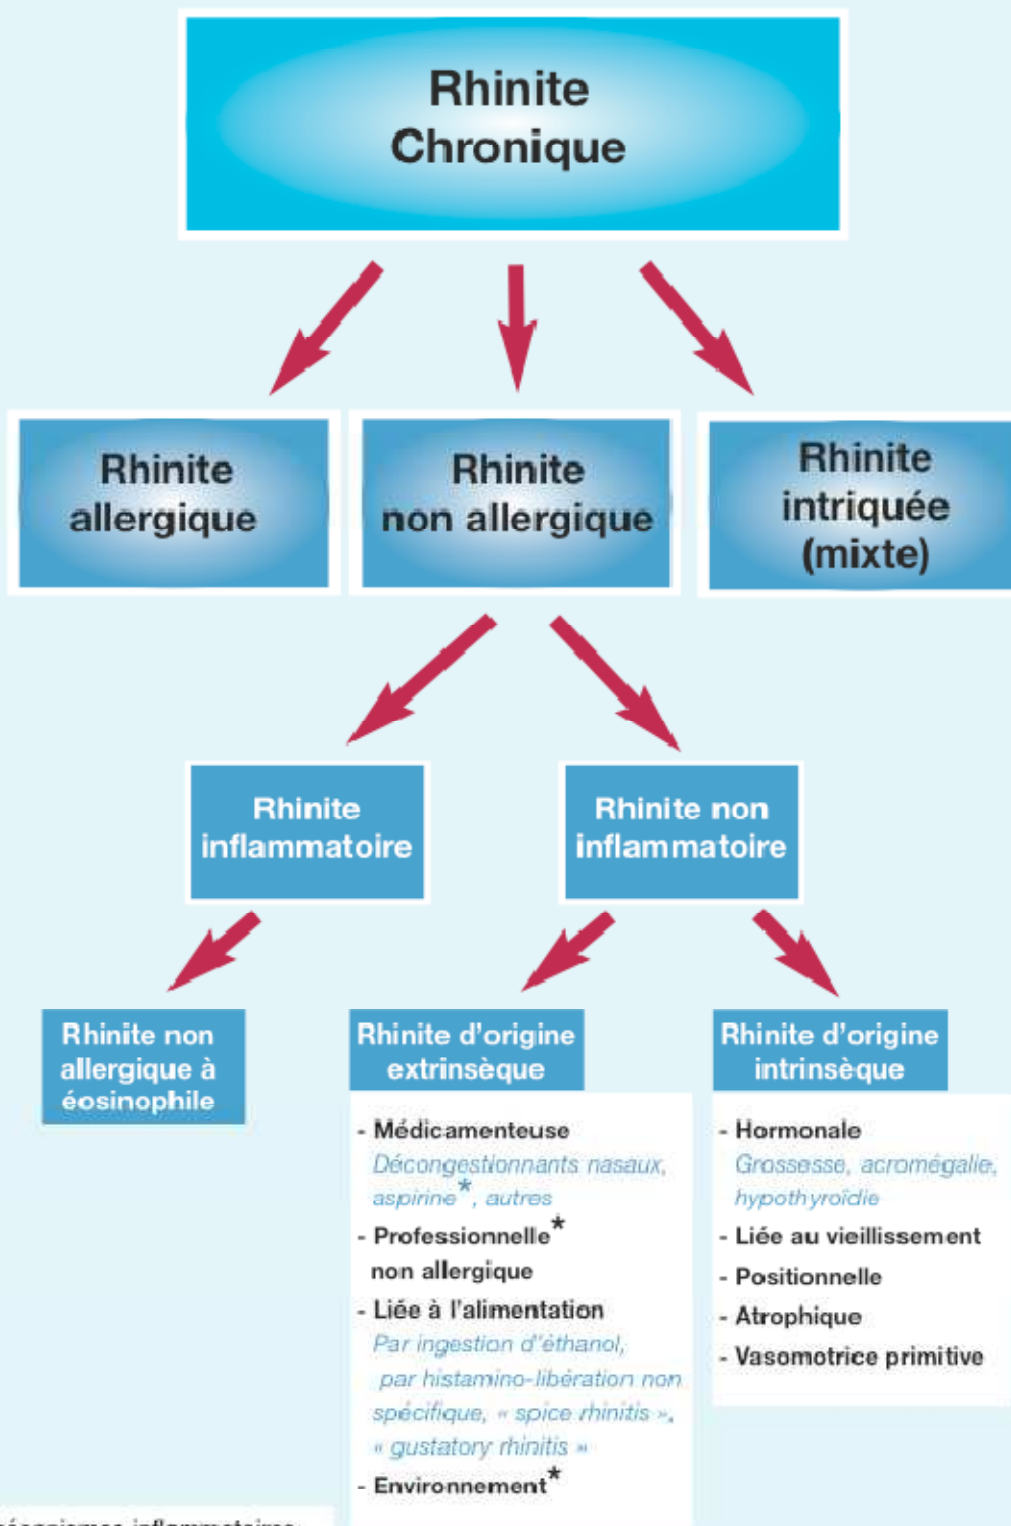 Rhinite
Chronique
Rhinite
allergique
Rhinite
non allergique
Rhinite
intriquée
(mixte)
Rhinite
inflammatoire
Rhinite non
inflammatoire
Rhinite non
allergique à
éosinophile
Rhinite d'origine
extrinsèque
- Médicamenteuse
Décongestionnants nasaux,
aspirine*, autres
- Professionnelle*
non allergique
- Liée à l'alimentation
Par ingestion d'éthanol,
par histamino-libération non
spécifique, « spice rhinitis »,
« gustatory rhinitis »
- Environnement*
Rhinite d'origine
intrinsèque
- Hormonale
Grossesse, acromégalie,
hypothyroïdie
- Liée au vieillissement
- Positionnelle
- Atrophique
- Vasomotrice primitive